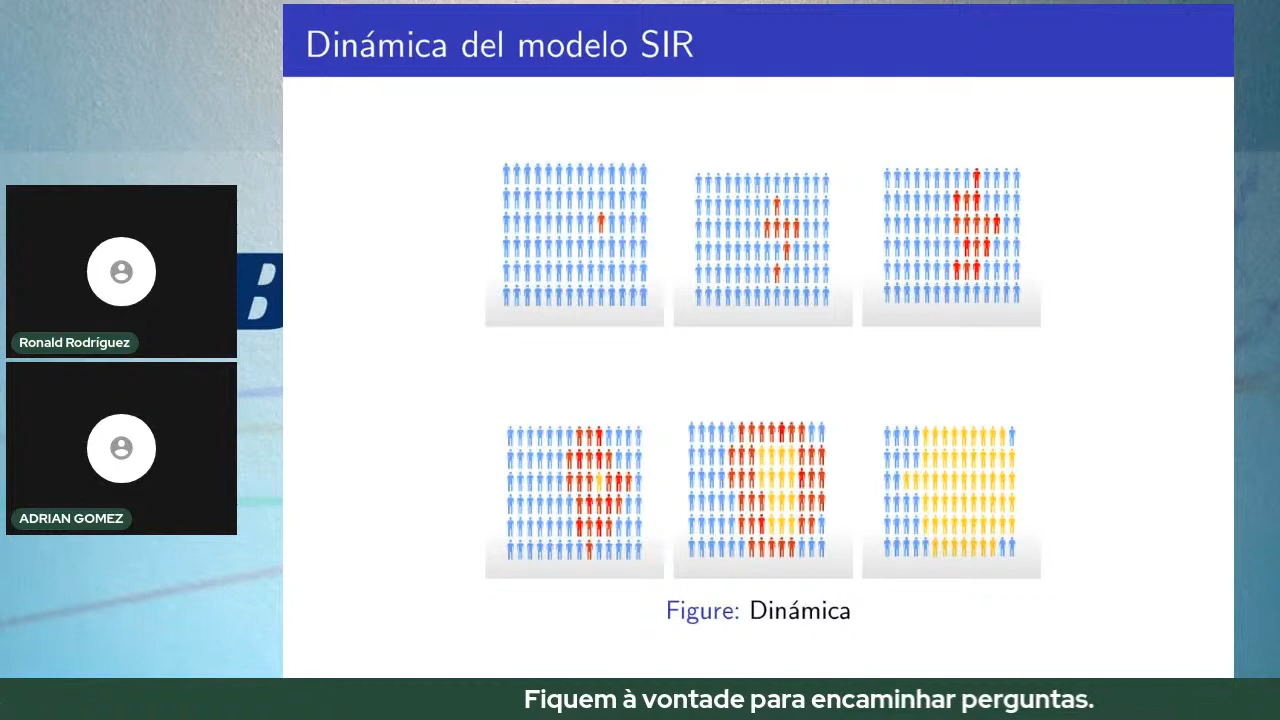 Dinámica del modelo SIR
B
Ronald Rodríguez
ADRIAN GOMEZ
Figure: Dinámica
Fiquem à vontade para encaminhar perguntas.